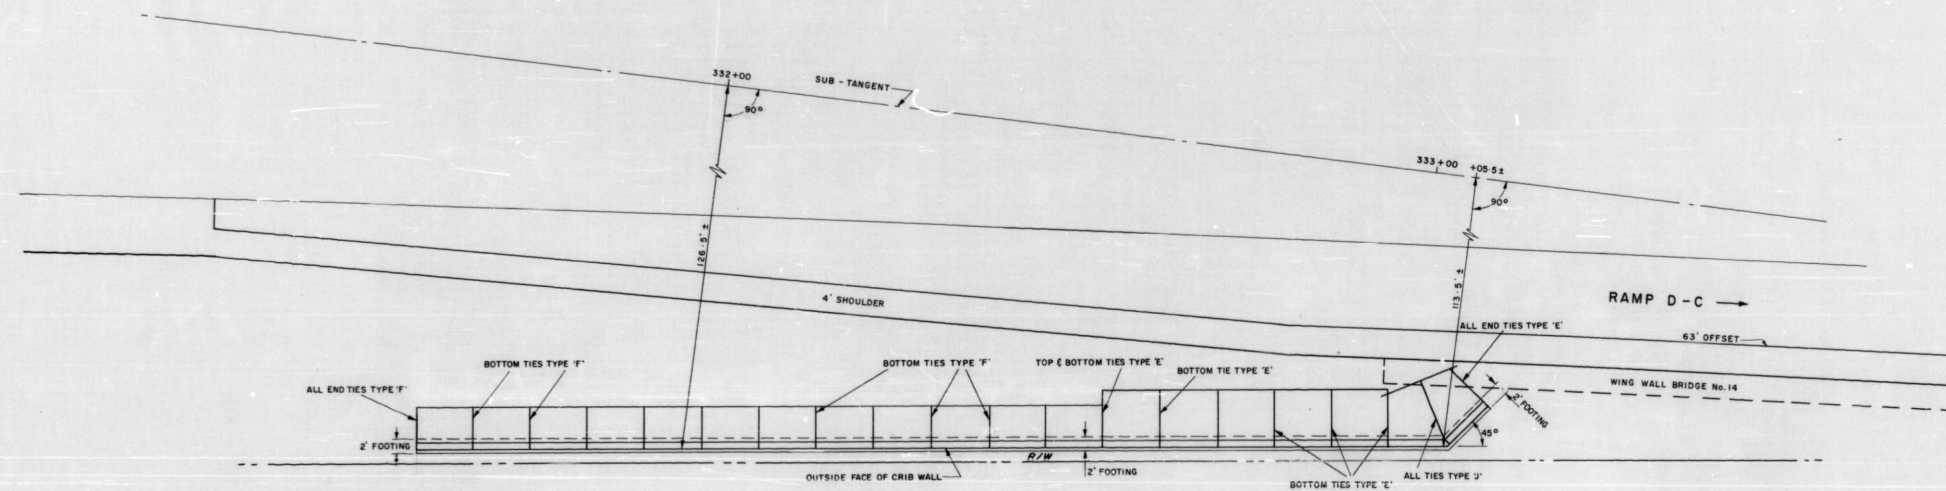 332+00
SUB - TANGENT
90°
333+00
+05·5±
90°
126·5' ±
113·5' ±
4' SHOULDER
RAMP D-C
63' OFFSET
ALL END TIES TYPE 'E'
WING WALL BRIDGE No. 14
BOTTOM TIES TYPE 'F'
BOTTOM TIES TYPE 'F'
TOP & BOTTOM TIES TYPE 'E'
BOTTOM TIE TYPE 'E'
ALL END TIES TYPE 'F'
2' FOOTING
2' FOOTING
45°
R/W
2' FOOTING
OUTSIDE FACE OF CRIB WALL
BOTTOM TIES TYPE 'E'
ALL TIES TYPE 'J'